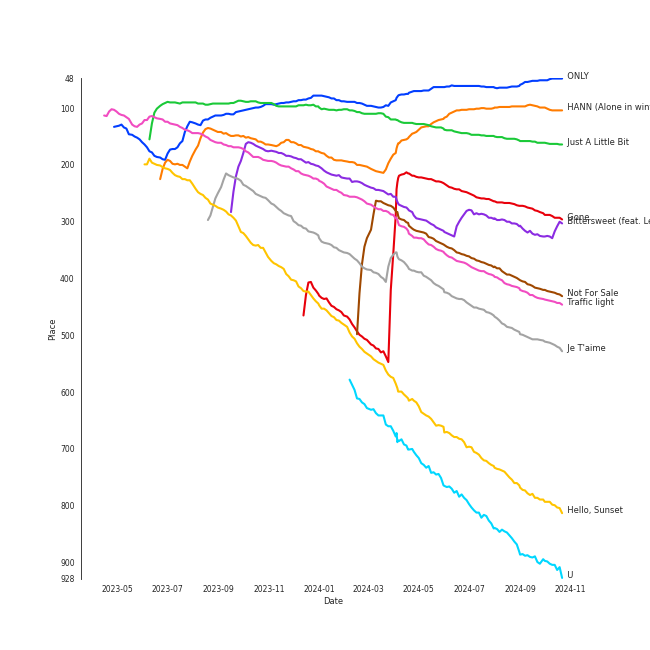 48
ONLY
100
HANN (Alone in win
Just A Little Bit
200
Gone
300
Bittersweet (feat. Le
Not For Sale
Traffic light
400
Je T'aime
500
Place
600
700
800
Hello, Sunset
900
928
U
2023-05 2023-07 2023-09 2023-11 2024-01 2024-03 2024-05 2024-07 2024-09 2024-11
Date